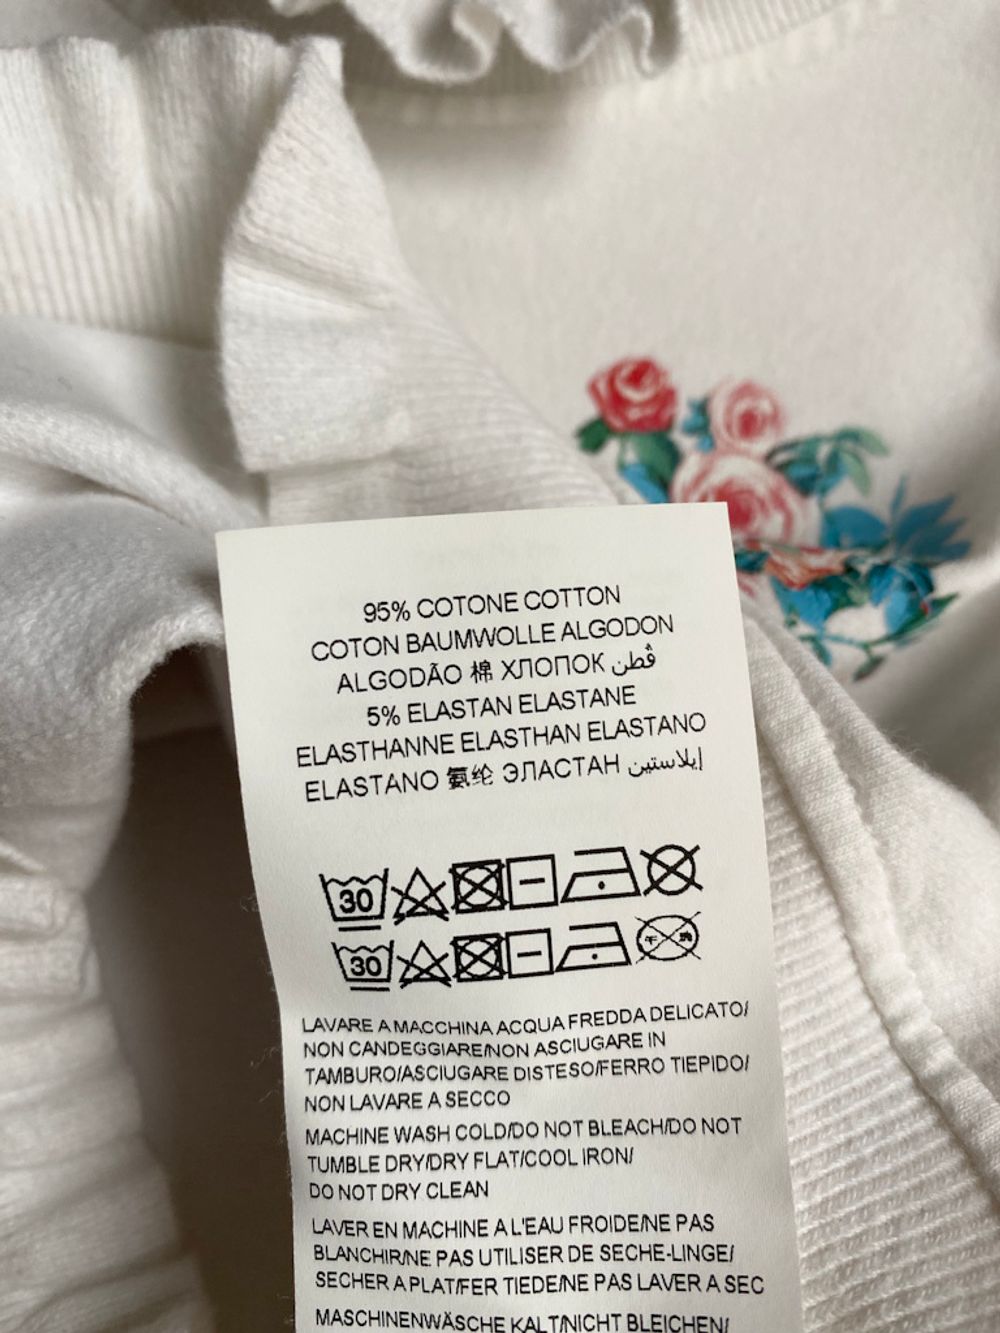 95% COTONE COTTON
COTON BAUMWOLLE ALGODON
ALGODÃO 棉 ХЛОПОК قطن
5% ELASTAN ELASTANE
ELASTHANNE ELASTHAN ELASTANO
ELASTANO 氨纶 ЭЛАСТАН إيلاستين
30
30 干洗
LAVARE A MACCHINA ACQUA FREDDA DELICATO/
NON CANDEGGIARE/NON ASCIUGARE IN
TAMBURO/ASCIUGARE DISTESO/FERRO TIEPIDO/
NON LAVARE A SECCO
MACHINE WASH COLD/DO NOT BLEACH/DO NOT
TUMBLE DRY/DRY FLAT/COOL IRON/
DO NOT DRY CLEAN
LAVER EN MACHINE A L'EAU FROIDE/NE PAS
BLANCHIR/NE PAS UTILISER DE SECHE-LINGE/
SECHER A PLAT/FER TIEDE/NE PAS LAVER A SEC
MASCHINENWÄSCHE KALT/NICHT BLEICHEN/